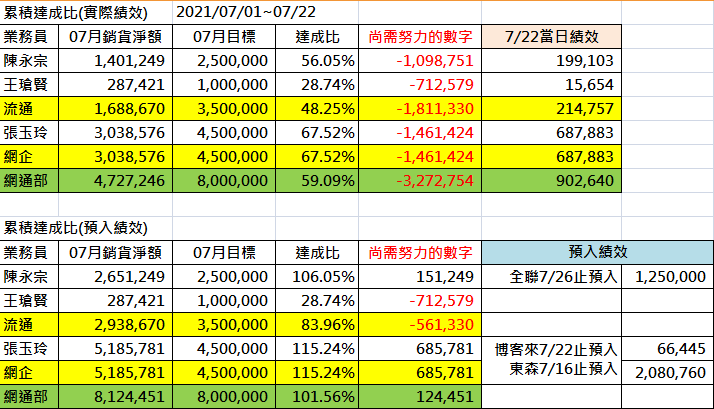 累積達成比(實際績效) 2021/07/01~07/22
業務員 07月銷貨淨額 07月目標 達成比 尚需努力的數字 7/22當日績效
陳永宗 1,401,249 2,500,000 56.05% -1,098,751 199,103
王瑲賢 287,421 1,000,000 28.74% -712,579 15,654
流通 1,688,670 3,500,000 48.25% -1,811,330 214,757
張玉玲 3,038,576 4,500,000 67.52% -1,461,424 687,883
網企 3,038,576 4,500,000 67.52% -1,461,424 687,883
網通部 4,727,246 8,000,000 59.09% -3,272,754 902,640
累積達成比(預入績效)
業務員 07月銷貨淨額 07月目標 達成比 尚需努力的數字 預入績效
陳永宗 2,651,249 2,500,000 106.05% 151,249 全聯7/26止預入 1,250,000
王瑲賢 287,421 1,000,000 28.74% -712,579
流通 2,938,670 3,500,000 83.96% -561,330
張玉玲 5,185,781 4,500,000 115.24% 685,781 博客來7/22止預入 66,445
網企 5,185,781 4,500,000 115.24% 685,781 東森7/16止預入 2,080,760
網通部 8,124,451 8,000,000 101.56% 124,451